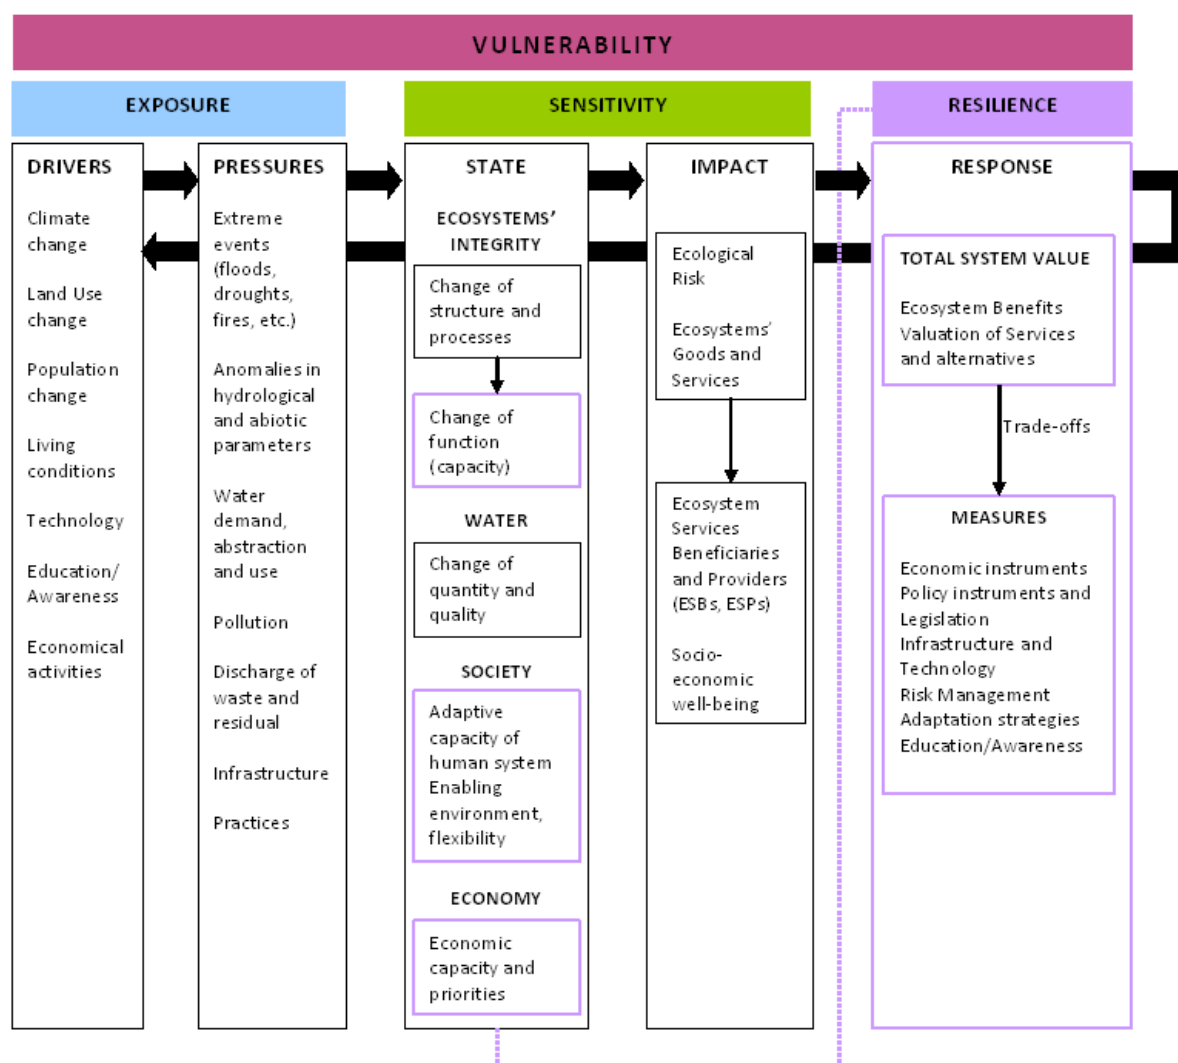 VULNERABILITY
EXPOSURE
SENSITIVITY
RESILIENCE
DRIVERS
Climate
change
Land Use
change
Population
change
Living
conditions
Technology
Education/
Awareness
Economical
activities
PRESSURES
Extreme
events
(floods,
droughts,
fires, etc.)
Anomalies in
hydrological
and abiotic
parameters
Water
demand,
abstraction
and use
Pollution
Discharge of
waste and
residual
Infrastructure
Practices
STATE
ECOSYSTEMS’
INTEGRITY
Change of
structure and
processes
Change of
function
(capacity)
WATER
Change of
quantity and
quality
SOCIETY
Adaptive
capacity of
human system
Enabling
environment,
flexibility
ECONOMY
Economic
capacity and
priorities
IMPACT
Ecological
Risk
Ecosystems’
Goods and
Services
Ecosystem
Services
Beneficiaries
and Providers
(ESBs, ESPs)
Socio-
economic
well-being
RESPONSE
TOTAL SYSTEM VALUE
Ecosystem Benefits
Valuation of Services
and alternatives
Trade-offs
MEASURES
Economic instruments
Policy instruments and
Legislation
Infrastructure and
Technology
Risk Management
Adaptation strategies
Education/Awareness